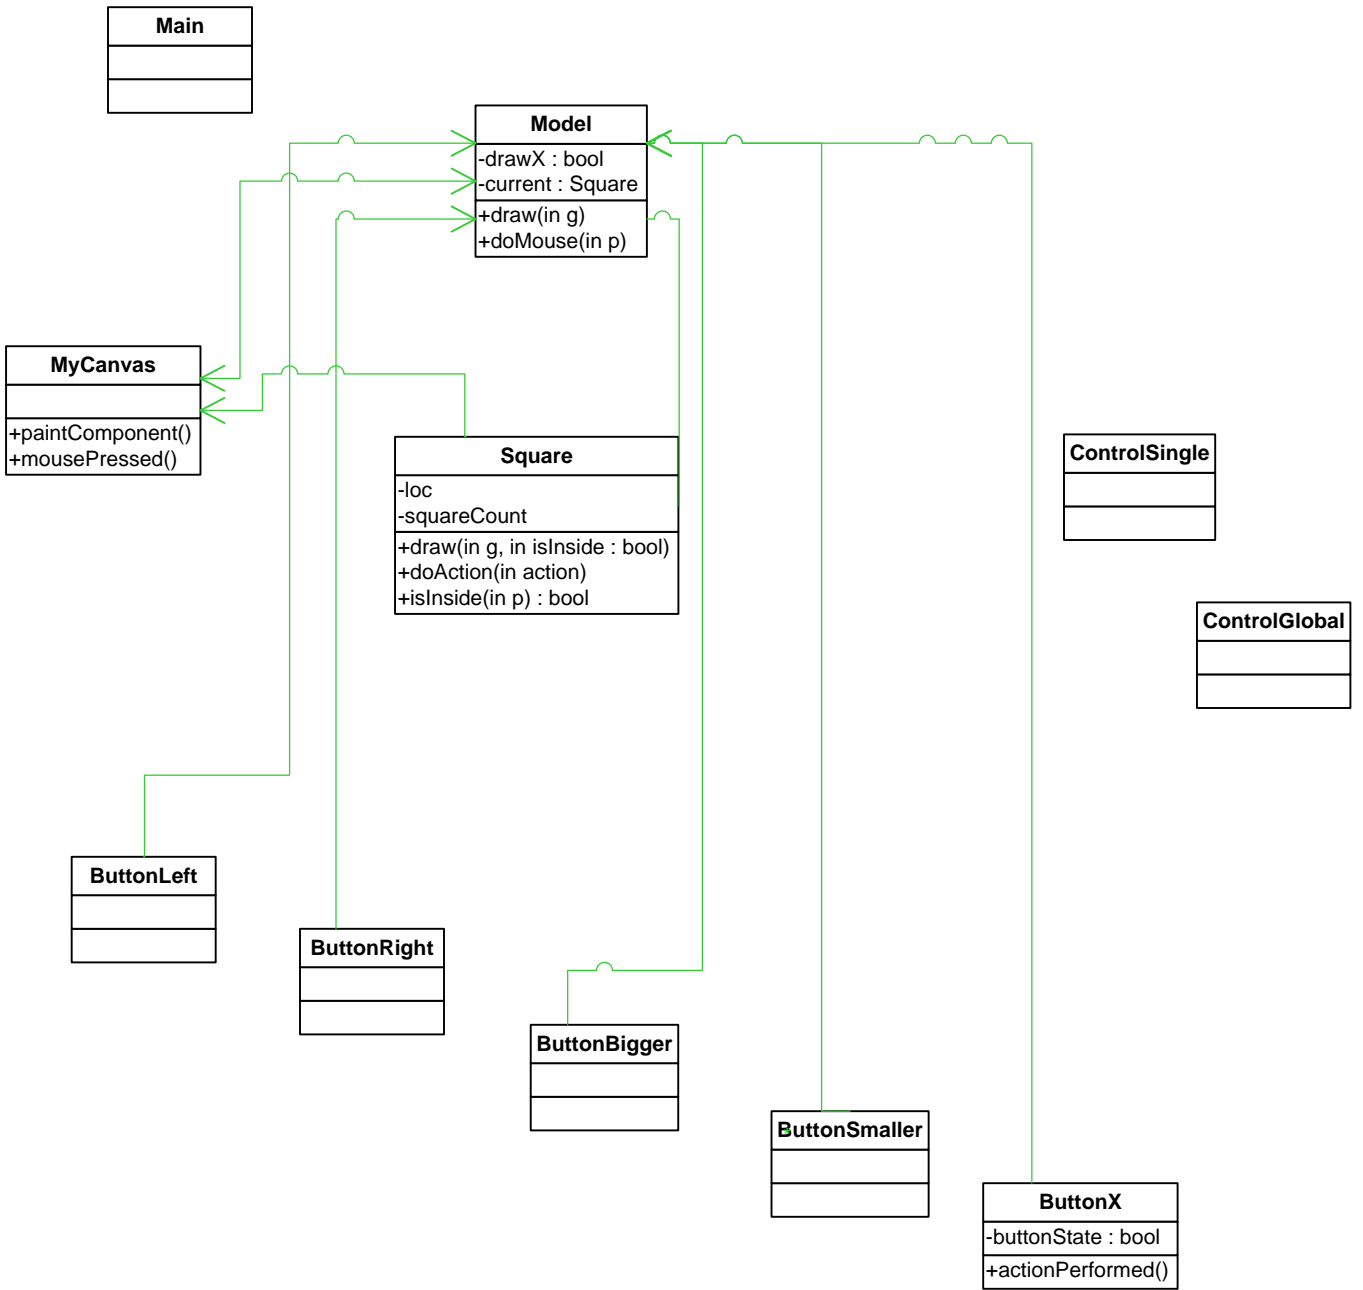 Main
Model
-drawX : bool
-current : Square
+draw(in g)
+doMouse(in p)
MyCanvas
+paintComponent()
+mousePressed()
Square
-loc
-squareCount
+draw(in g, in isInside : bool)
+doAction(in action)
+isInside(in p) : bool
ControlSingle
ControlGlobal
ButtonLeft
ButtonRight
ButtonBigger
ButtonSmaller
ButtonX
-buttonState : bool
+actionPerformed()